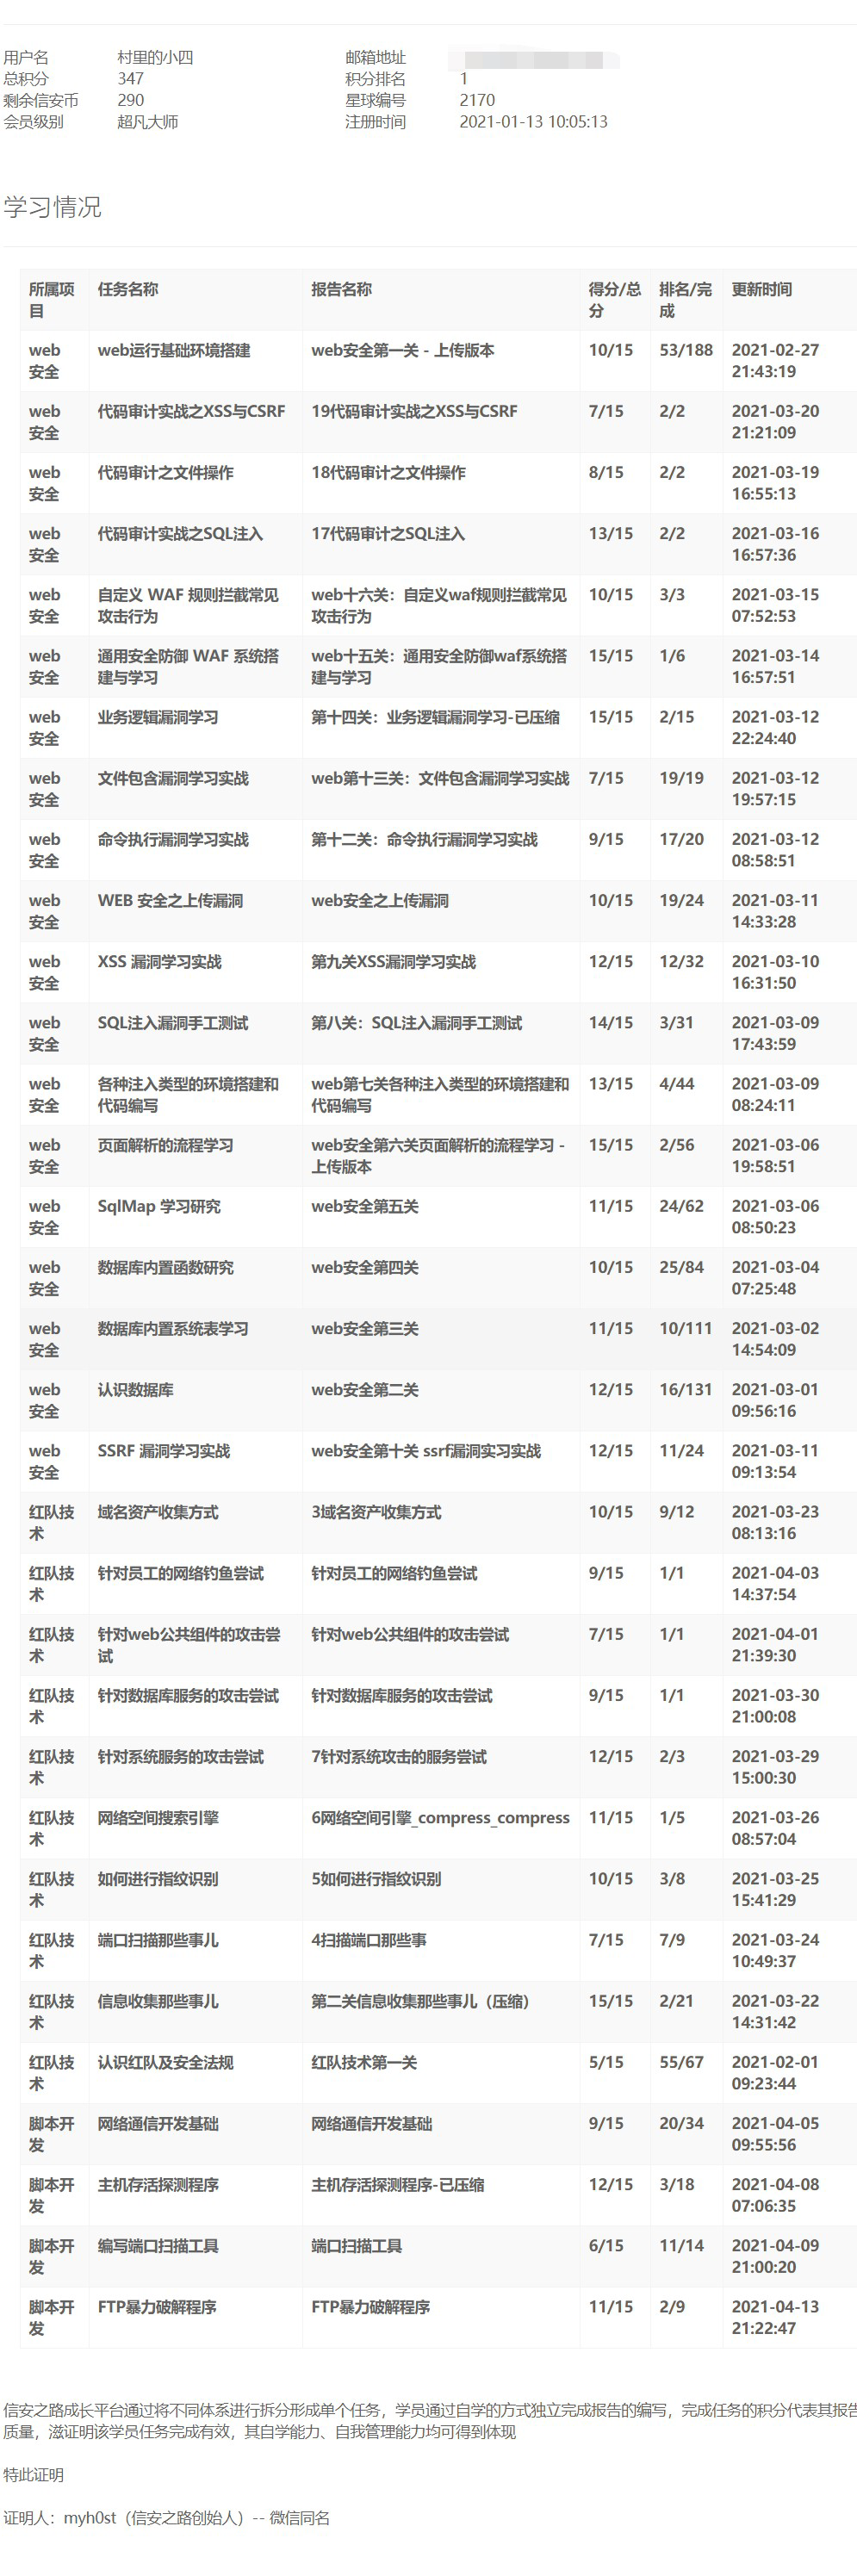 用户名 村里的小四 邮箱地址
总积分 347 积分排名 1
剩余信安币 290 星球编号 2170
会员级别 超凡大师 注册时间 2021-01-13 10:05:13
学习情况
所属项 任务名称 报告名称 得分/总 排名/完 更新时间
目 分 成
web web运行基础环境搭建 web安全第一关 - 上传版本 10/15 53/188 2021-02-27
安全 21:43:19
web 代码审计实战之XSS与CSRF 19代码审计实战之XSS与CSRF 7/15 2/2 2021-03-20
安全 21:21:09
web 代码审计之文件操作 18代码审计之文件操作 8/15 2/2 2021-03-19
安全 16:55:13
web 代码审计实战之SQL注入 17代码审计之SQL注入 13/15 2/2 2021-03-16
安全 16:57:36
web 自定义 WAF 规则拦截常见 web十六关：自定义waf规则拦截常见 10/15 3/3 2021-03-15
安全 攻击行为 攻击行为 07:52:53
web 通用安全防御 WAF 系统搭 web十五关：通用安全防御waf系统搭 15/15 1/6 2021-03-14
安全 建与学习 建与学习 16:57:51
web 业务逻辑漏洞学习 第十四关：业务逻辑漏洞学习-已压缩 15/15 2/15 2021-03-12
安全 22:24:40
web 文件包含漏洞学习实战 web第十三关：文件包含漏洞学习实战 7/15 19/19 2021-03-12
安全 19:57:15
web 命令执行漏洞学习实战 第十二关：命令执行漏洞学习实战 9/15 17/20 2021-03-12
安全 08:58:51
web WEB 安全之上传漏洞 web安全之上传漏洞 10/15 19/24 2021-03-11
安全 14:33:28
web XSS 漏洞学习实战 第九关XSS漏洞学习实战 12/15 12/32 2021-03-10
安全 16:31:50
web SQL注入漏洞手工测试 第八关：SQL注入漏洞手工测试 14/15 3/31 2021-03-09
安全 17:43:59
web 各种注入类型的环境搭建和 web第七关各种注入类型的环境搭建和 13/15 4/44 2021-03-09
安全 代码编写 代码编写 08:24:11
web 页面解析的流程学习 web安全第六关页面解析的流程学习 - 15/15 2/56 2021-03-06
安全 上传版本 19:58:51
web SqlMap 学习研究 web安全第五关 11/15 24/62 2021-03-06
安全 08:50:23
web 数据库内置函数研究 web安全第四关 10/15 25/84 2021-03-04
安全 07:25:48
web 数据库内置系统表学习 web安全第三关 11/15 10/111 2021-03-02
安全 14:54:09
web 认识数据库 web安全第二关 12/15 16/131 2021-03-01
安全 09:56:16
web SSRF 漏洞学习实战 web安全第十关 ssrf漏洞实习实战 12/15 11/24 2021-03-11
安全 09:13:54
红队技 域名资产收集方式 3域名资产收集方式 10/15 9/12 2021-03-23
术 08:13:16
红队技 针对员工的网络钓鱼尝试 针对员工的网络钓鱼尝试 9/15 1/1 2021-04-03
术 14:37:54
红队技 针对web公共组件的攻击尝 针对web公共组件的攻击尝试 7/15 1/1 2021-04-01
术 试 21:39:30
红队技 针对数据库服务的攻击尝试 针对数据库服务的攻击尝试 9/15 1/1 2021-03-30
术 21:00:08
红队技 针对系统服务的攻击尝试 7针对系统攻击的服务尝试 12/15 2/3 2021-03-29
术 15:00:30
红队技 网络空间搜索引擎 6网络空间引擎_compress_compress 11/15 1/5 2021-03-26
术 08:57:04
红队技 如何进行指纹识别 5如何进行指纹识别 10/15 3/8 2021-03-25
术 15:41:29
红队技 端口扫描那些事儿 4扫描端口那些事 7/15 7/9 2021-03-24
术 10:49:37
红队技 信息收集那些事儿 第二关信息收集那些事儿（压缩） 15/15 2/21 2021-03-22
术 14:31:42
红队技 认识红队及安全法规 红队技术第一关 5/15 55/67 2021-02-01
术 09:23:44
脚本开 网络通信开发基础 网络通信开发基础 9/15 20/34 2021-04-05
发 09:55:56
脚本开 主机存活探测程序 主机存活探测程序-已压缩 12/15 3/18 2021-04-08
发 07:06:35
脚本开 编写端口扫描工具 端口扫描工具 6/15 11/14 2021-04-09
发 21:00:20
脚本开 FTP暴力破解程序 FTP暴力破解程序 11/15 2/9 2021-04-13
发 21:22:47
信安之路成长平台通过将不同体系进行拆分形成单个任务，学员通过自学的方式独立完成报告的编写，完成任务的积分代表其报告
质量，滋证明该学员任务完成有效，其自学能力、自我管理能力均可得到体现
特此证明
证明人：myh0st（信安之路创始人）-- 微信同名